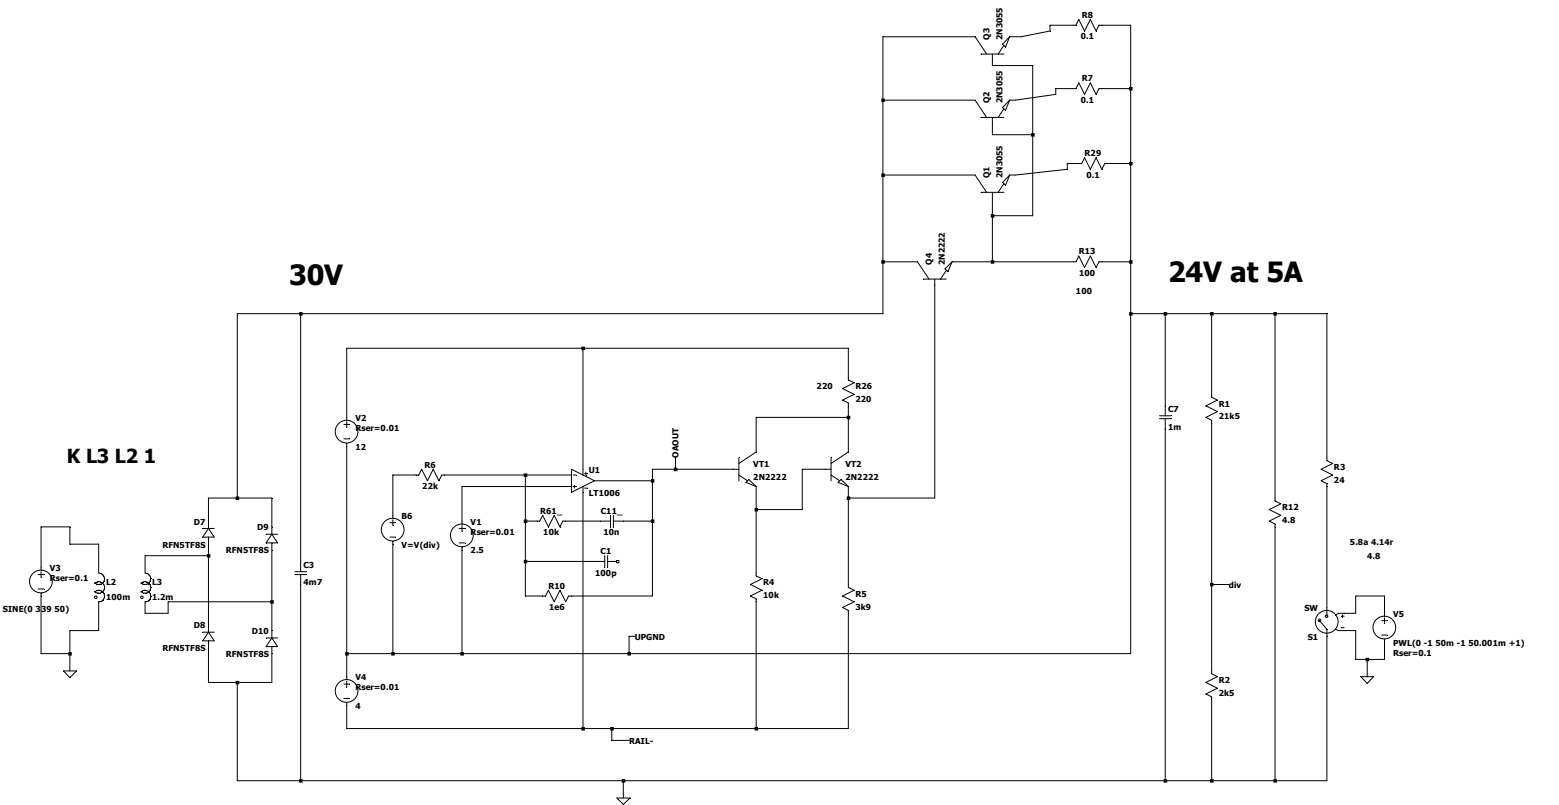 R8
0.1
Q3
2N3055
R7
0.1
Q2
2N3055
R29
0.1
Q1
2N3055
Q4
2N2222
R13
100
100
30V
24V at 5A
V2
Rser=0.01
12
220
R26
220
OAOUT
R6
22k
U1
LT1006
VT1
2N2222
VT2
2N2222
B6
V=V(div)
V1
Rser=0.01
2.5
R61_
10k
C11_
10n
C1
100p
R10
1e6
R4
10k
R5
3k9
UPGND
V4
Rser=0.01
4
RAIL-
K L3 L2 1
D7
RFN5TF8S
D9
RFN5TF8S
V3
Rser=0.1
SINE(0 339 50)
L2
100m
L3
1.2m
C3
4m7
D8
RFN5TF8S
D10
RFN5TF8S
C7
1m
R1
21k5
R3
24
R12
4.8
5.8a 4.14r
4.8
div
SW
S1
+
-
V5
PWL(0 -1 50m -1 50.001m +1)
Rser=0.1
R2
2k5